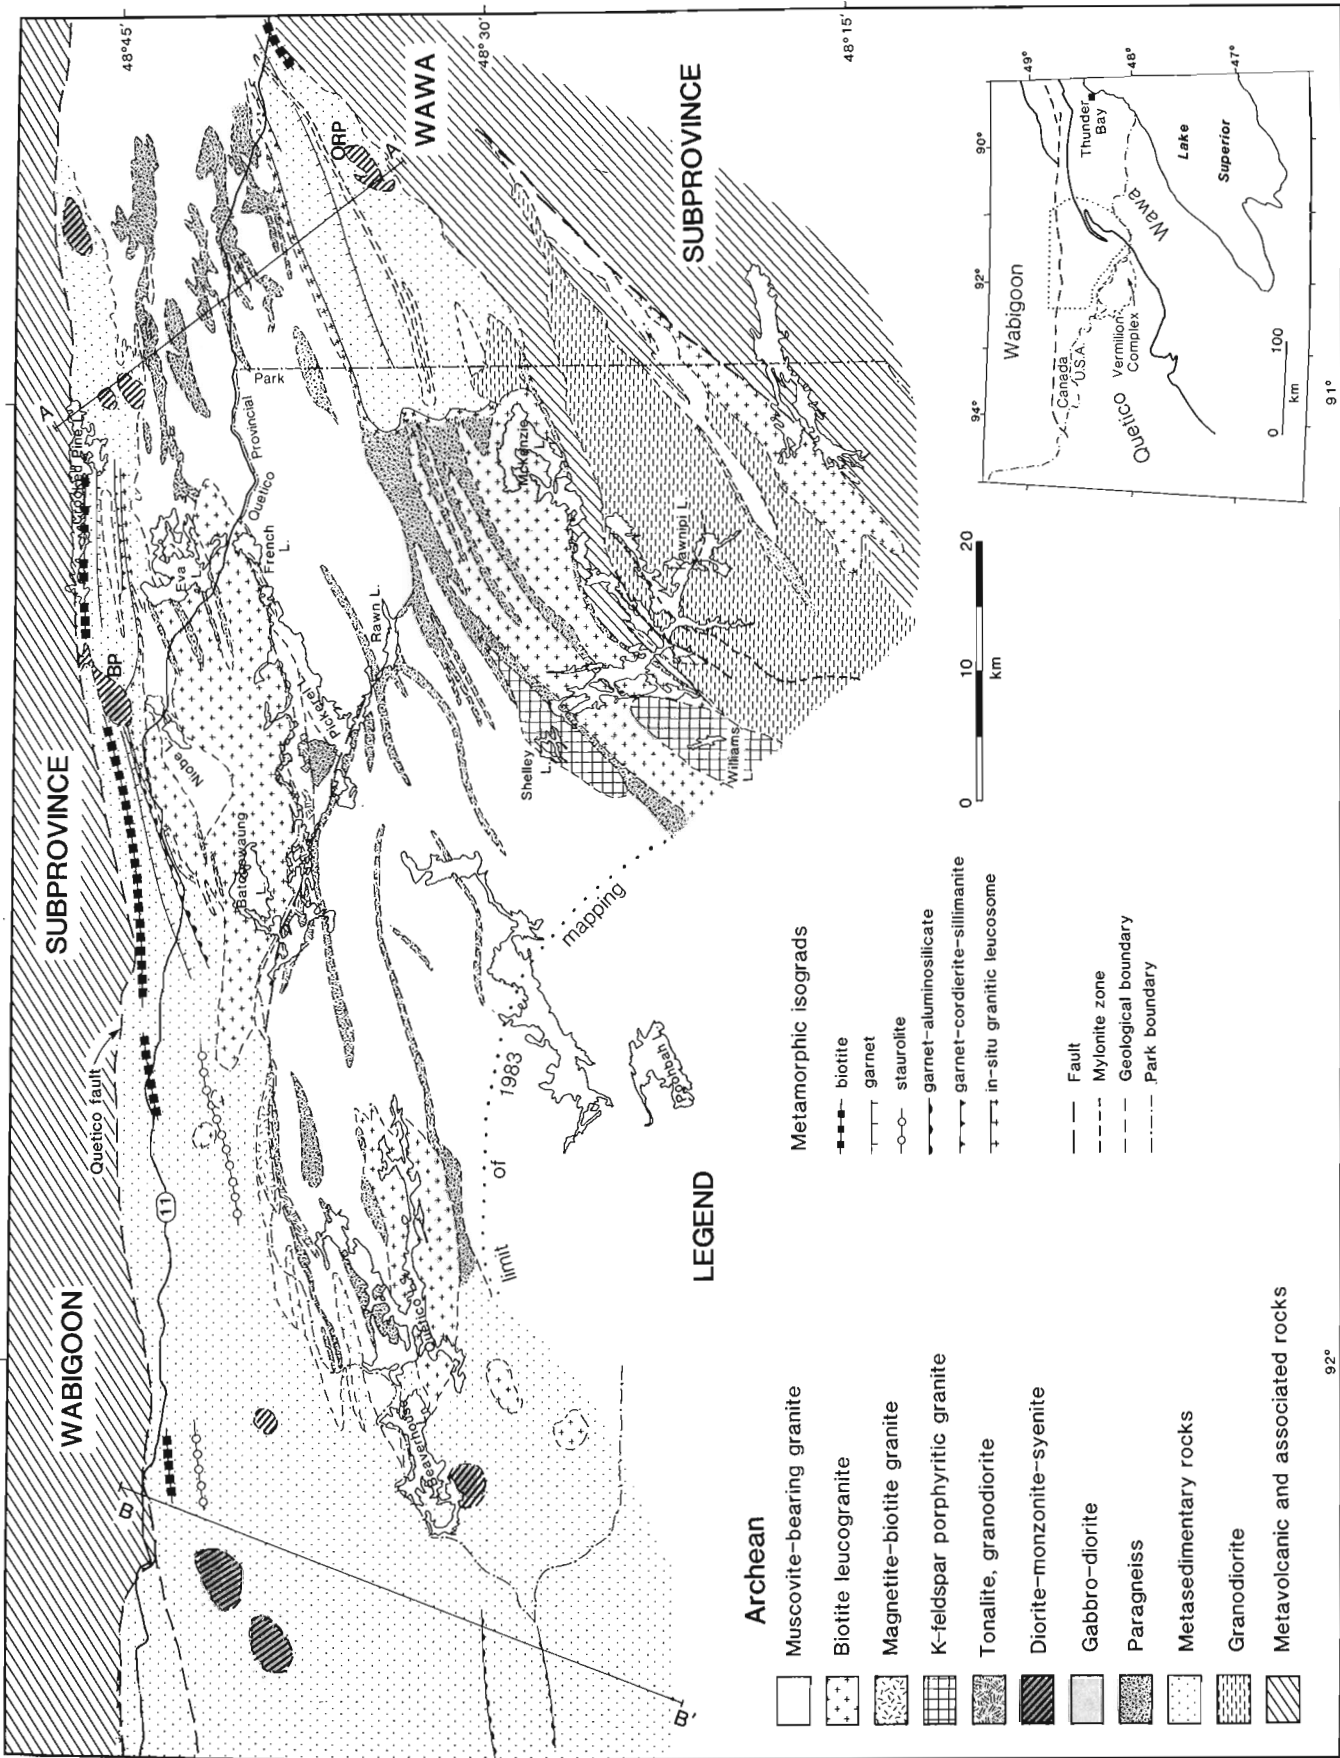 WABIGOON
SUBPROVINCE
Quetico fault
11
B
B'
A
A'
48°45'
48°30'
48°15'
92°
91°
BP
ORP
Crooked Pine L.
Eva
L.
Niobe
French
L.
Quetico
Provincial
Park
Batchewaung
L.
Pickerel
Rawn L.
McKenzie
L.
Kawnipi L.
Shelley
L.
Williams
L.
Quetico
L.
Beaverhouse
Poohbah L.
WAWA
SUBPROVINCE
limit of 1983 mapping
LEGEND
Archean
Muscovite-bearing granite
Biotite leucogranite
Magnetite-biotite granite
K-feldspar porphyritic granite
Tonalite, granodiorite
Diorite-monzonite-syenite
Gabbro-diorite
Paragneiss
Metasedimentary rocks
Granodiorite
Metavolcanic and associated rocks
Metamorphic isograds
biotite
garnet
staurolite
garnet-aluminosilicate
garnet-cordierite-sillimanite
in-situ granitic leucosome
Fault
Mylonite zone
Geological boundary
Park boundary
0 10 20
km
94° 92° 90°
49°
48°
47°
Wabigoon
Canada
U.S.A.
Vermilion
Complex
Quetico
Wawa
Thunder
Bay
Lake
Superior
0 100
km